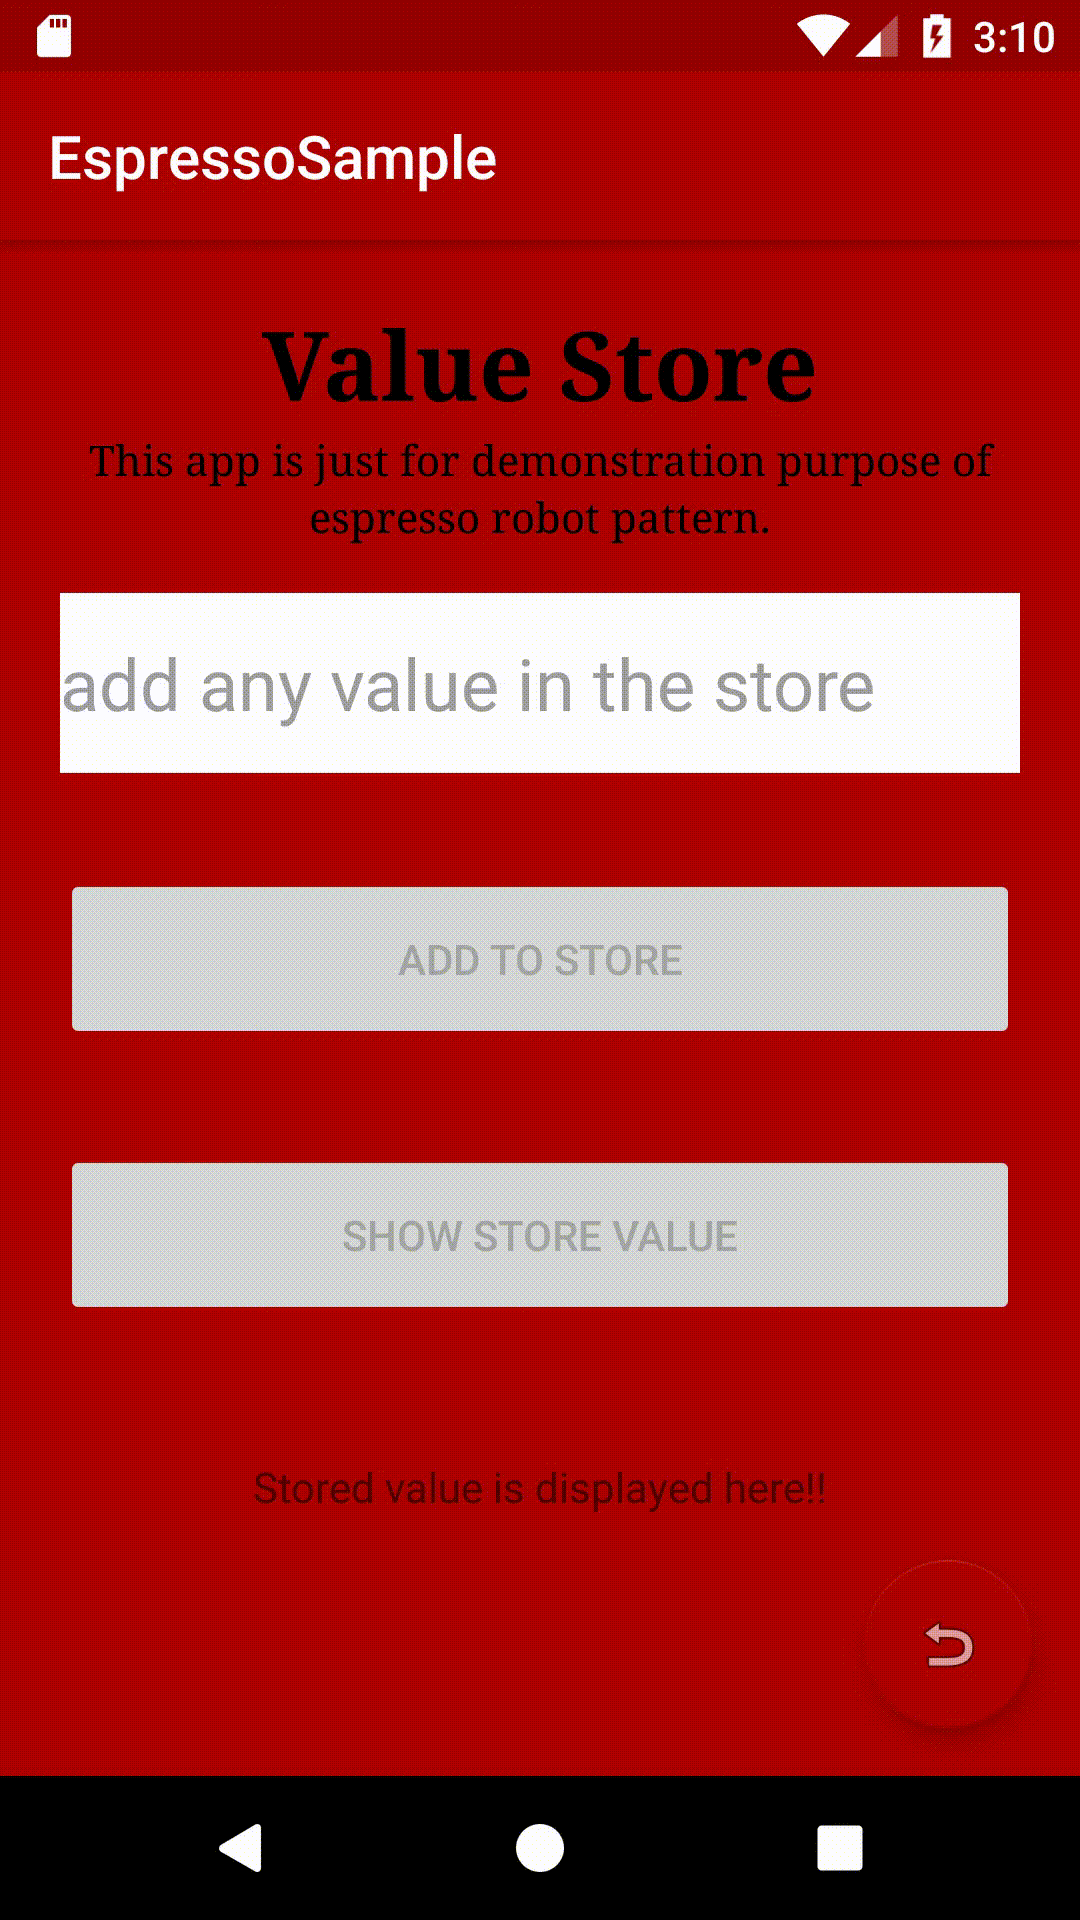 3:10
EspressoSample
Value Store
This app is just for demonstration purpose of
espresso robot pattern.
add any value in the store
ADD TO STORE
SHOW STORE VALUE
Stored value is displayed here!!